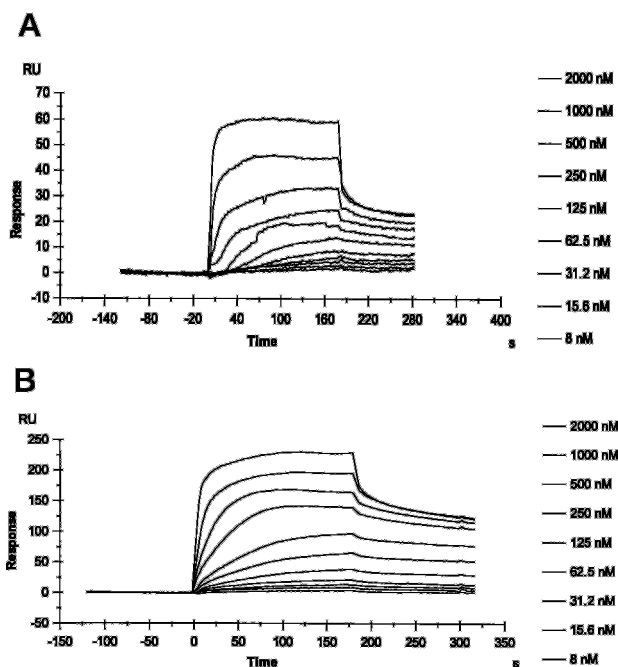 A
RU
70
60
50
40
30
20
10
0
-10
Response
-200 -140 -80 -20 40 100 160 220 280 340 400
Time
s
2000 nM
1000 nM
500 nM
250 nM
125 nM
62.5 nM
31.2 nM
15.6 nM
8 nM
B
RU
250
200
150
100
50
0
-50
Response
-150 -100 -50 0 50 100 150 200 250 300 350
Time
s
2000 nM
1000 nM
500 nM
250 nM
125 nM
62.5 nM
31.2 nM
15.6 nM
8 nM